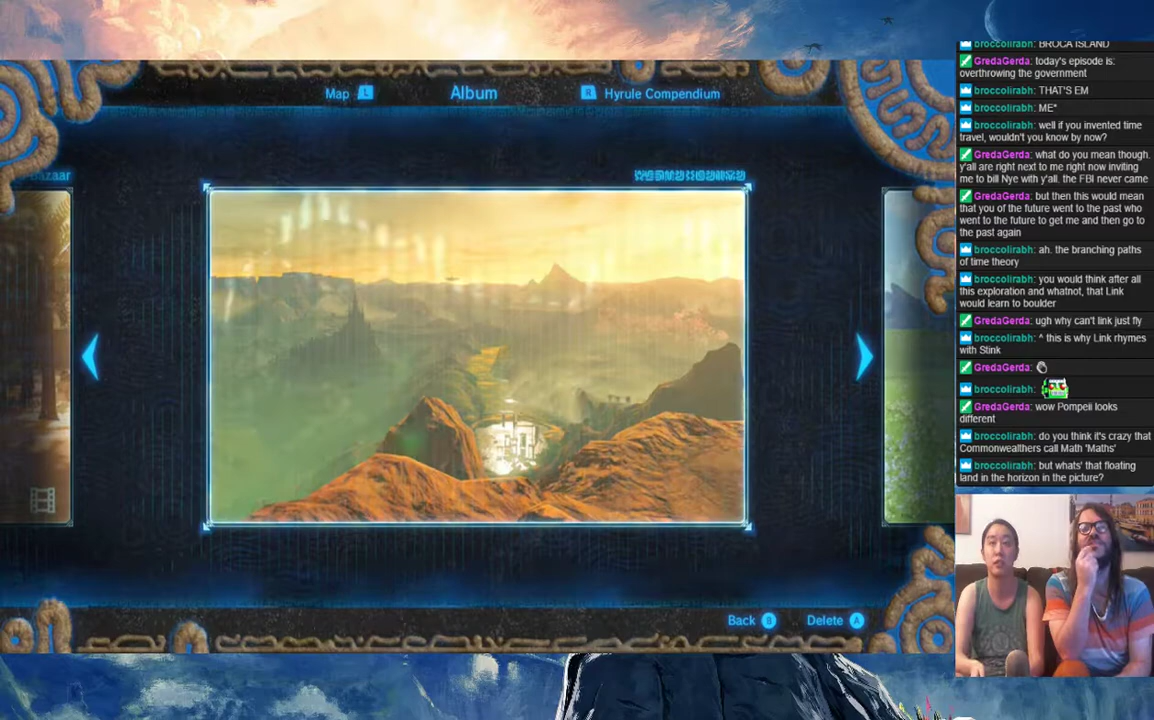 Map L
Album
R Hyrule Compendium
Bazaar
Back B
Delete A
broccolirabh: BROCA ISLAND
GredaGerda: today's episode is:
overthrowing the government
broccolirabh: THAT'S EM
broccolirabh: ME*
broccolirabh: well if you invented time
travel, wouldn't you know by now?
GredaGerda: what do you mean though.
y'all are right next to me right now inviting
me to bill Nye with y'all. the FBI never came
GredaGerda: but then this would mean
that you of the future went to the past who
went to the future to get me and then go to
the past again
broccolirabh: ah. the branching paths
of time theory
broccolirabh: you would think after all
this exploration and whatnot, that Link
would learn to boulder
GredaGerda: ugh why can't link just fly
broccolirabh: ^ this is why Link rhymes
with Stink
GredaGerda:
broccolirabh:
GredaGerda: wow Pompeii looks
different
broccolirabh: do you think it's crazy that
Commonwealthers call Math 'Maths'
broccolirabh: but whats' that floating
land in the horizon in the picture?